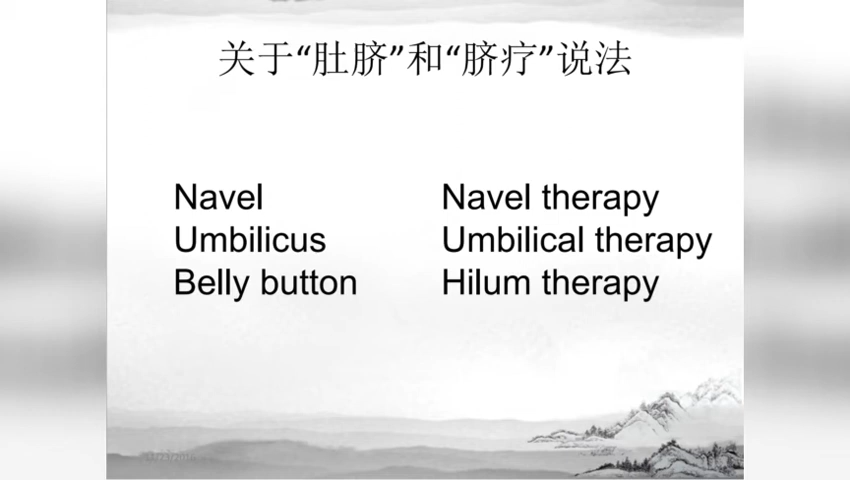 关于“肚脐”和“脐疗”说法
Navel
Umbilicus
Belly button
Navel therapy
Umbilical therapy
Hilum therapy